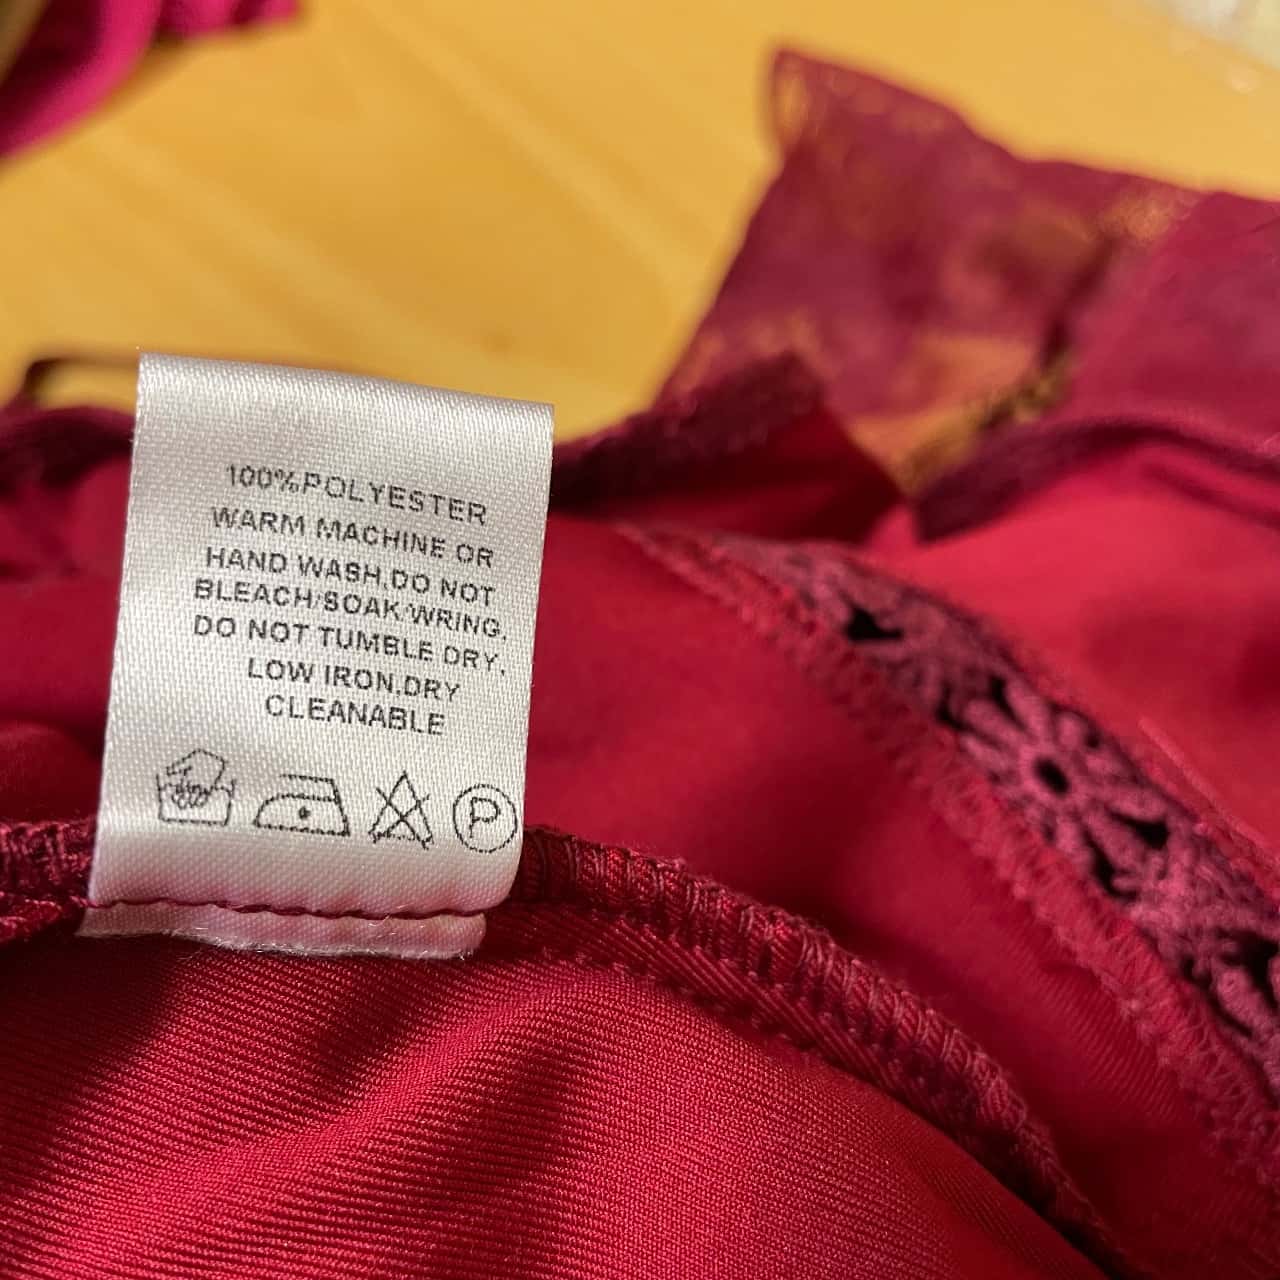 100%POLYESTER
WARM MACHINE OR
HAND WASH.DO NOT
BLEACH/SOAK/WRING.
DO NOT TUMBLE DRY.
LOW IRON.DRY
CLEANABLE
P